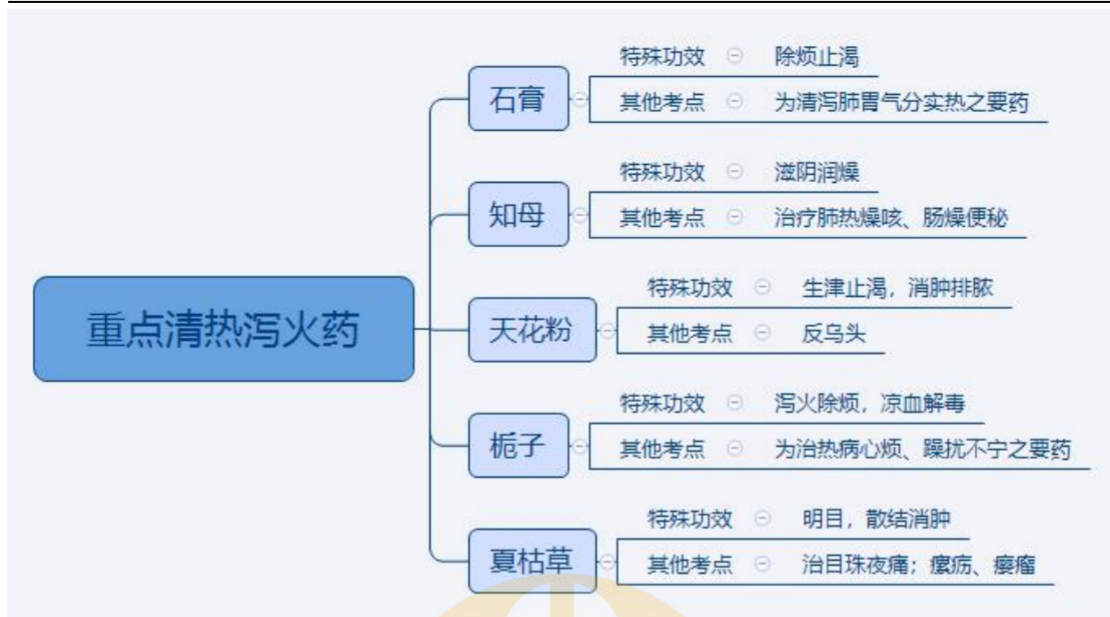 重点清热泻火药
石膏
特殊功效 除烦止渴
其他考点 为清泻肺胃气分实热之要药
知母
特殊功效 滋阴润燥
其他考点 治疗肺热燥咳、肠燥便秘
天花粉
特殊功效 生津止渴，消肿排脓
其他考点 反乌头
栀子
特殊功效 泻火除烦，凉血解毒
其他考点 为治热病心烦、躁扰不宁之要药
夏枯草
特殊功效 明目，散结消肿
其他考点 治目珠夜痛；瘰疬、瘿瘤